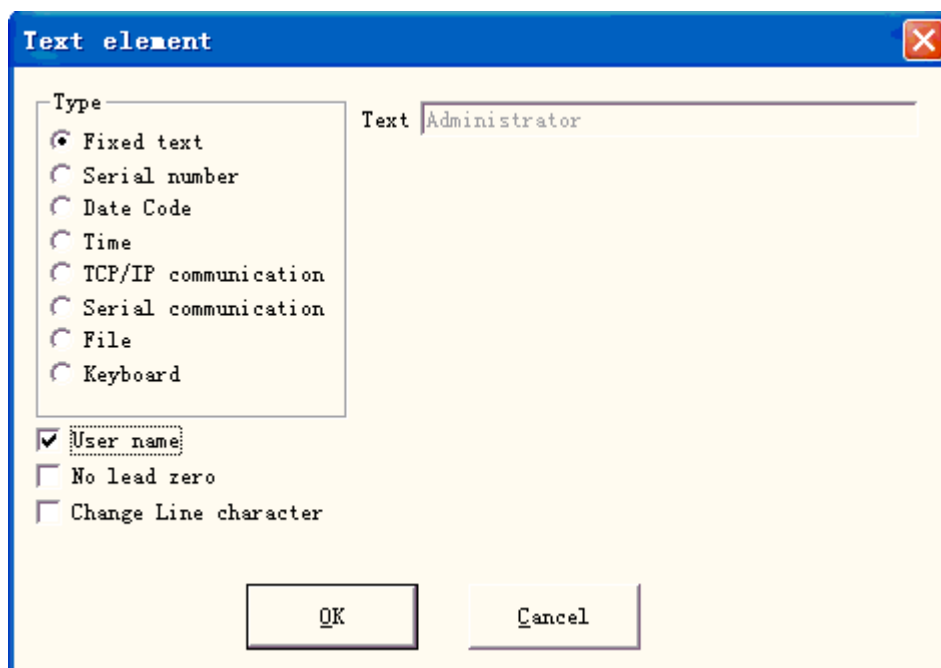 Text element
Type
Fixed text
Serial number
Date Code
Time
TCP/IP communication
Serial communication
File
Keyboard
Text Administrator
User name
No lead zero
Change Line character
OK
Cancel